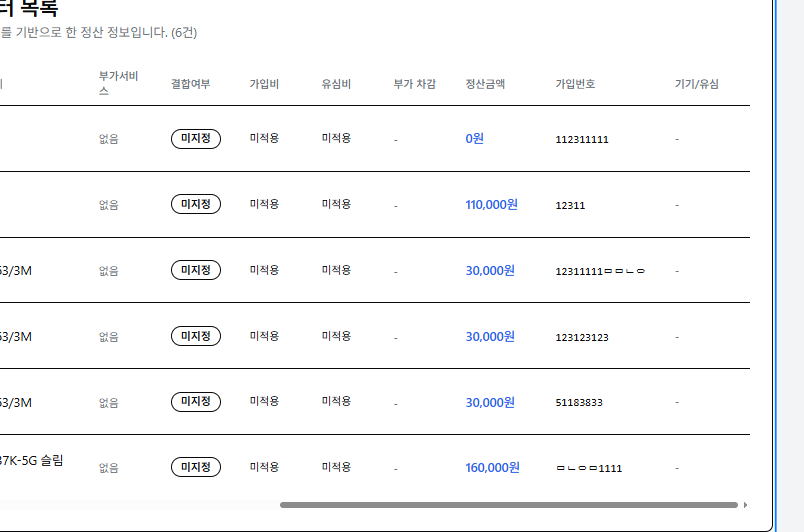 터 목록
를 기반으로 한 정산 정보입니다. (6건)
부가서비스 결합여부 가입비 유심비 부가 차감 정산금액 가입번호 기기/유심
없음 미지정 미적용 미적용 - 0원 112311111 -
없음 미지정 미적용 미적용 - 110,000원 12311 -
53/3M 없음 미지정 미적용 미적용 - 30,000원 12311111ㅁㅁㄴㅇ -
53/3M 없음 미지정 미적용 미적용 - 30,000원 123123123 -
53/3M 없음 미지정 미적용 미적용 - 30,000원 51183833 -
37K-5G 슬림 없음 미지정 미적용 미적용 - 160,000원 ㅁㄴㅇㅁ1111 -